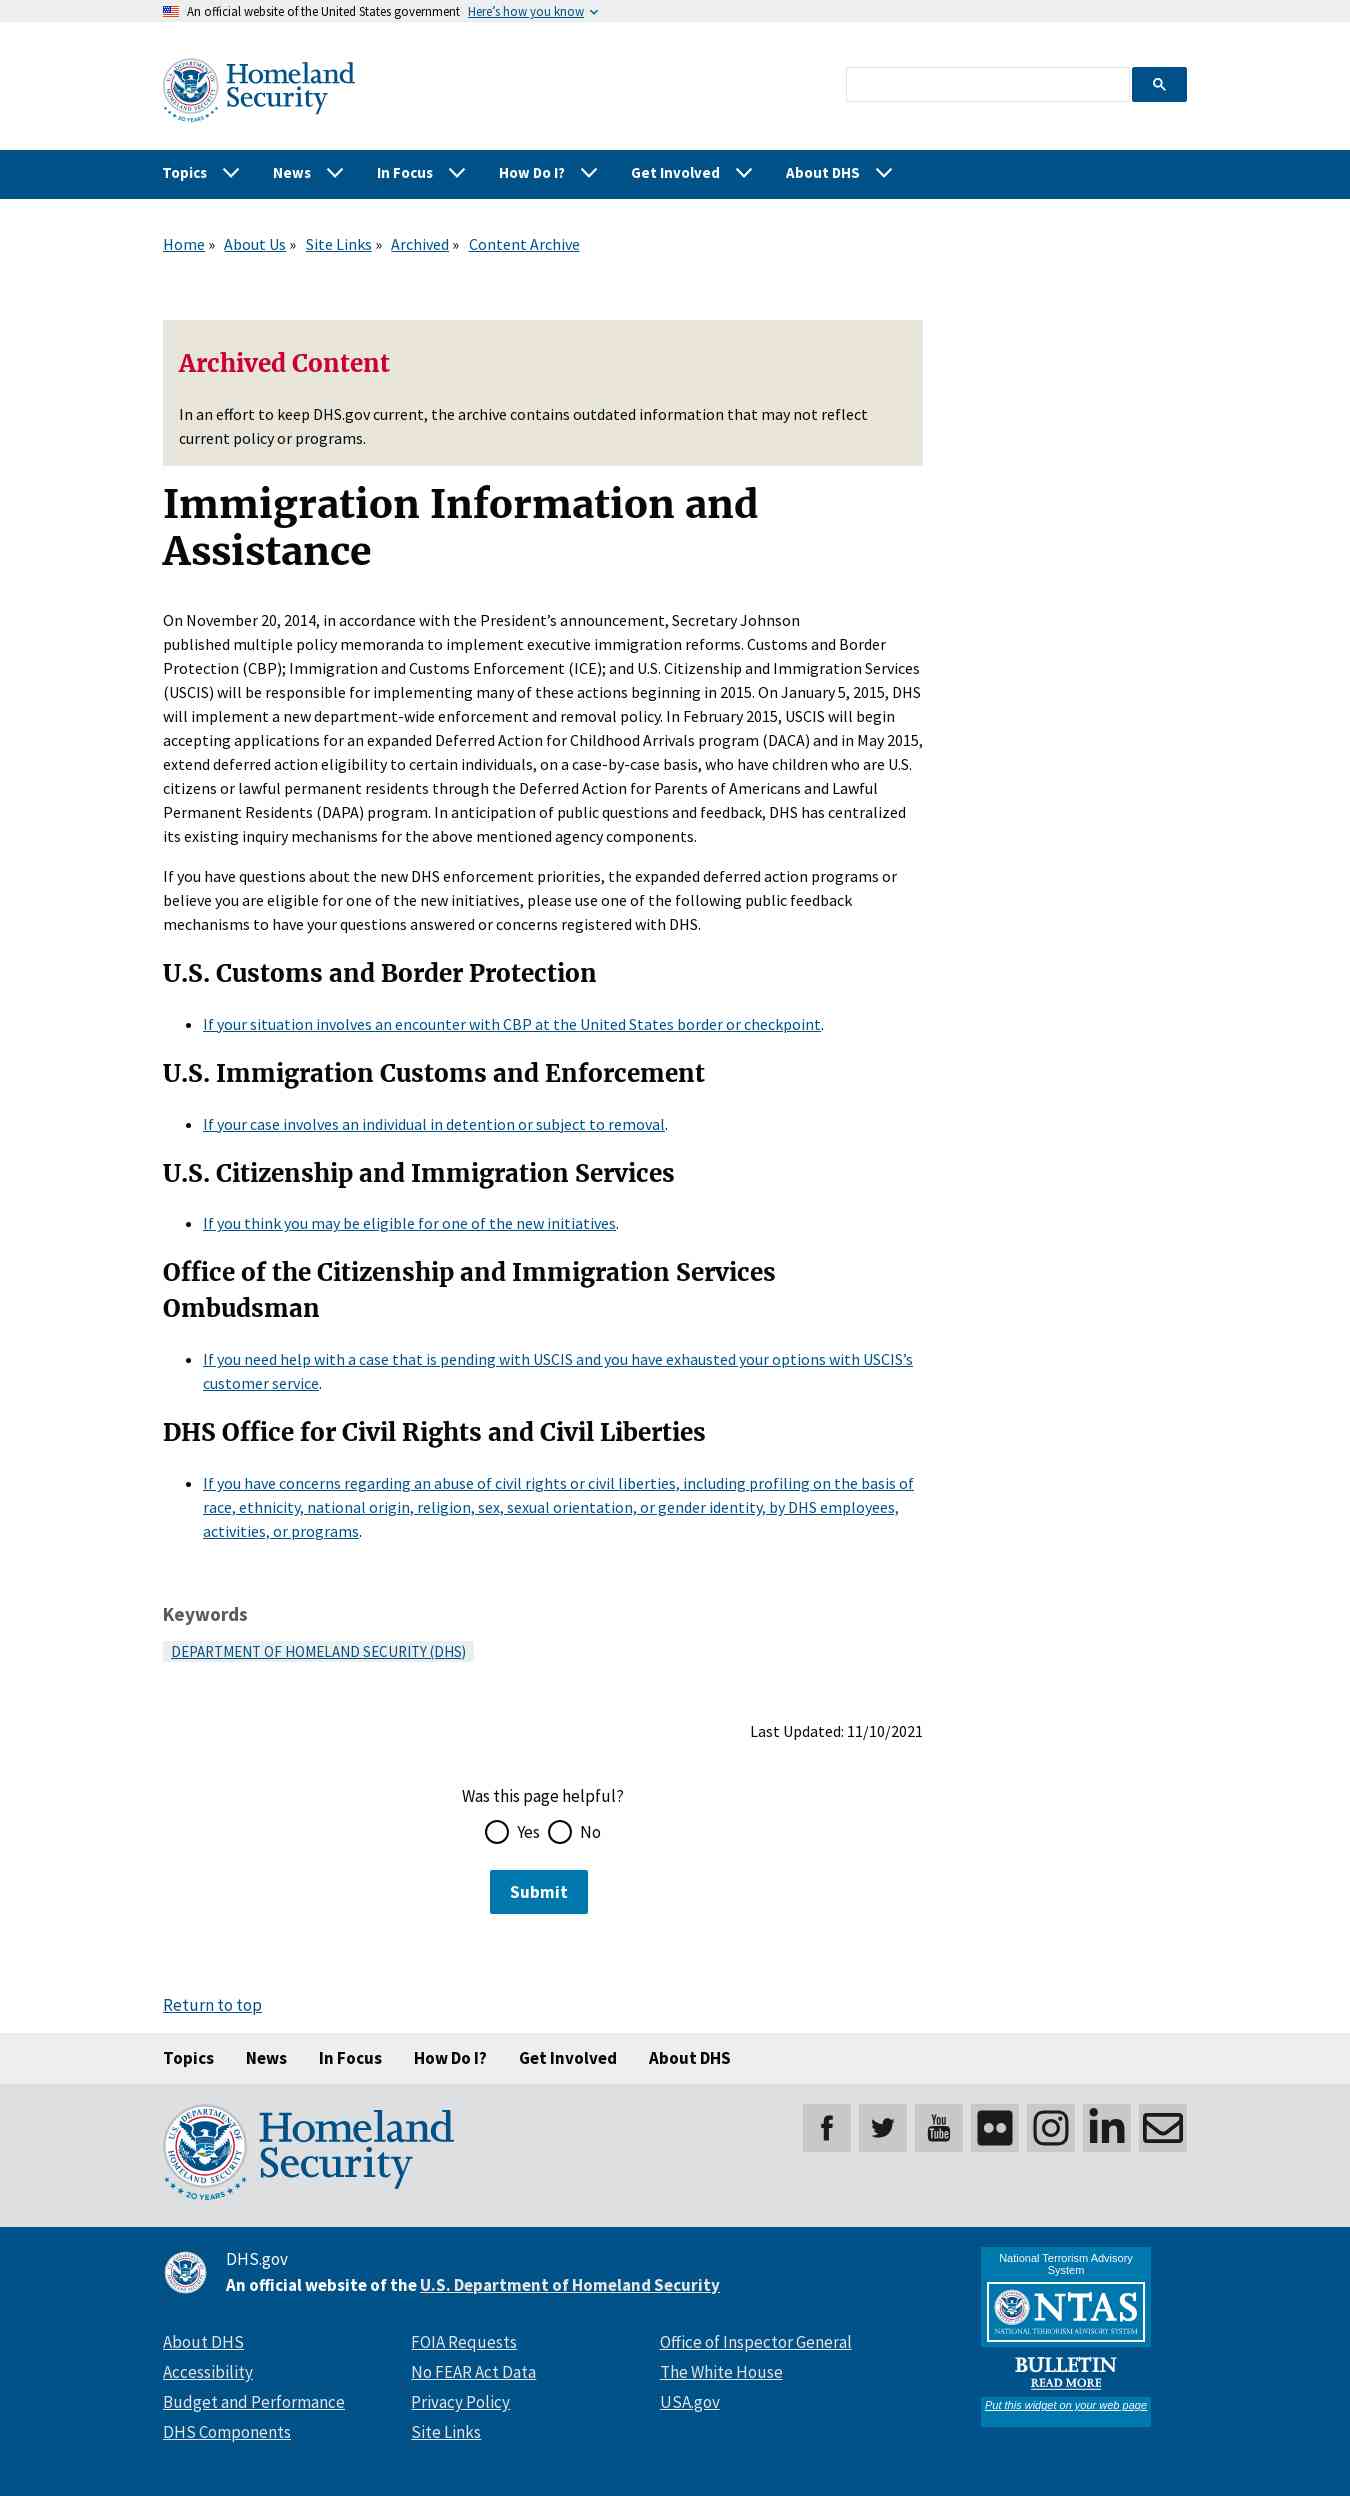 An official website of the United States government Here’s how you know
U.S. DEPARTMENT OF HOMELAND SECURITY
20 YEARS
Homeland
Security
Topics News In Focus How Do I? Get Involved About DHS
Home » About Us » Site Links » Archived » Content Archive
Archived Content
In an effort to keep DHS.gov current, the archive contains outdated information that may not reflect
current policy or programs.
Immigration Information and
Assistance
On November 20, 2014, in accordance with the President’s announcement, Secretary Johnson
published multiple policy memoranda to implement executive immigration reforms. Customs and Border
Protection (CBP); Immigration and Customs Enforcement (ICE); and U.S. Citizenship and Immigration Services
(USCIS) will be responsible for implementing many of these actions beginning in 2015. On January 5, 2015, DHS
will implement a new department-wide enforcement and removal policy. In February 2015, USCIS will begin
accepting applications for an expanded Deferred Action for Childhood Arrivals program (DACA) and in May 2015,
extend deferred action eligibility to certain individuals, on a case-by-case basis, who have children who are U.S.
citizens or lawful permanent residents through the Deferred Action for Parents of Americans and Lawful
Permanent Residents (DAPA) program. In anticipation of public questions and feedback, DHS has centralized
its existing inquiry mechanisms for the above mentioned agency components.
If you have questions about the new DHS enforcement priorities, the expanded deferred action programs or
believe you are eligible for one of the new initiatives, please use one of the following public feedback
mechanisms to have your questions answered or concerns registered with DHS.
U.S. Customs and Border Protection
If your situation involves an encounter with CBP at the United States border or checkpoint.
U.S. Immigration Customs and Enforcement
If your case involves an individual in detention or subject to removal.
U.S. Citizenship and Immigration Services
If you think you may be eligible for one of the new initiatives.
Office of the Citizenship and Immigration Services
Ombudsman
If you need help with a case that is pending with USCIS and you have exhausted your options with USCIS’s
customer service.
DHS Office for Civil Rights and Civil Liberties
If you have concerns regarding an abuse of civil rights or civil liberties, including profiling on the basis of
race, ethnicity, national origin, religion, sex, sexual orientation, or gender identity, by DHS employees,
activities, or programs.
Keywords
DEPARTMENT OF HOMELAND SECURITY (DHS)
Last Updated: 11/10/2021
Was this page helpful?
Yes No
Submit
Return to top
Topics News In Focus How Do I? Get Involved About DHS
U.S. DEPARTMENT OF HOMELAND SECURITY
20 YEARS
Homeland
Security
You Tube
DHS.gov
An official website of the U.S. Department of Homeland Security
About DHS FOIA Requests Office of Inspector General
Accessibility No FEAR Act Data The White House
Budget and Performance Privacy Policy USA.gov
DHS Components Site Links
National Terrorism Advisory
System
NTAS
NATIONAL TERRORISM ADVISORY SYSTEM
BULLETIN
READ MORE
Put this widget on your web page